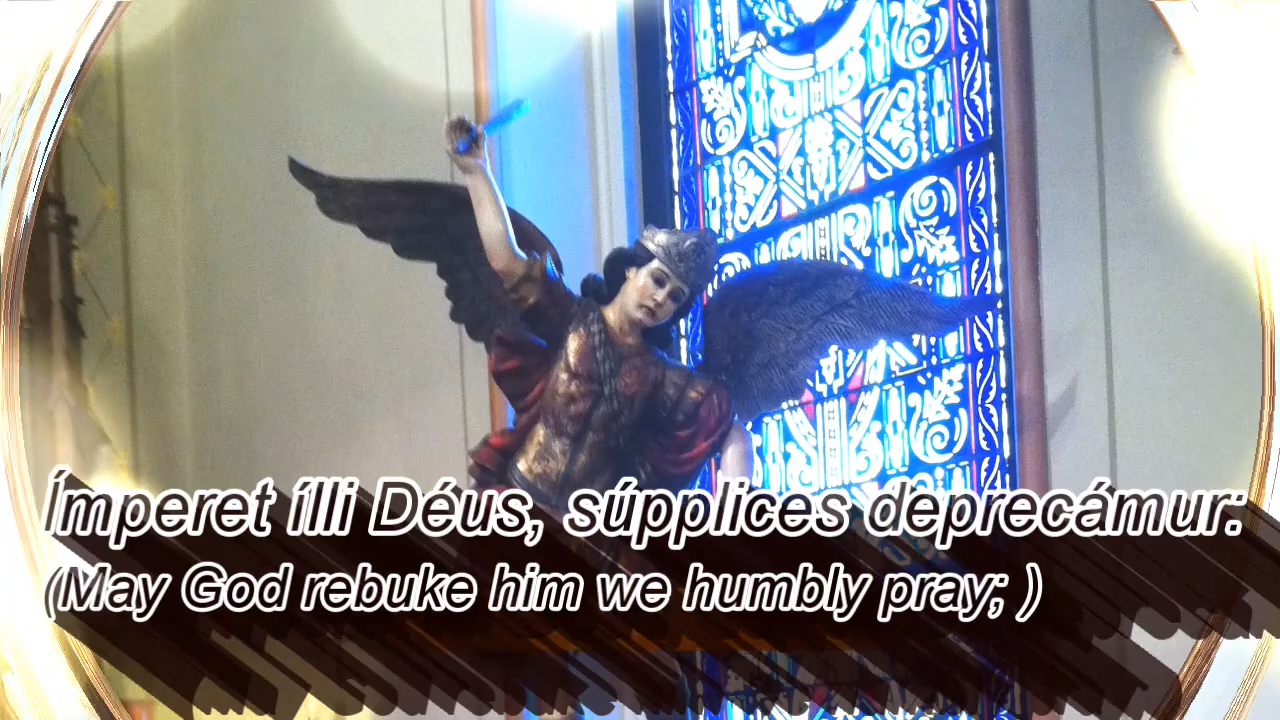 Ímperet ílli Déus, súpplices deprecámur:
(May God rebuke him we humbly pray; )